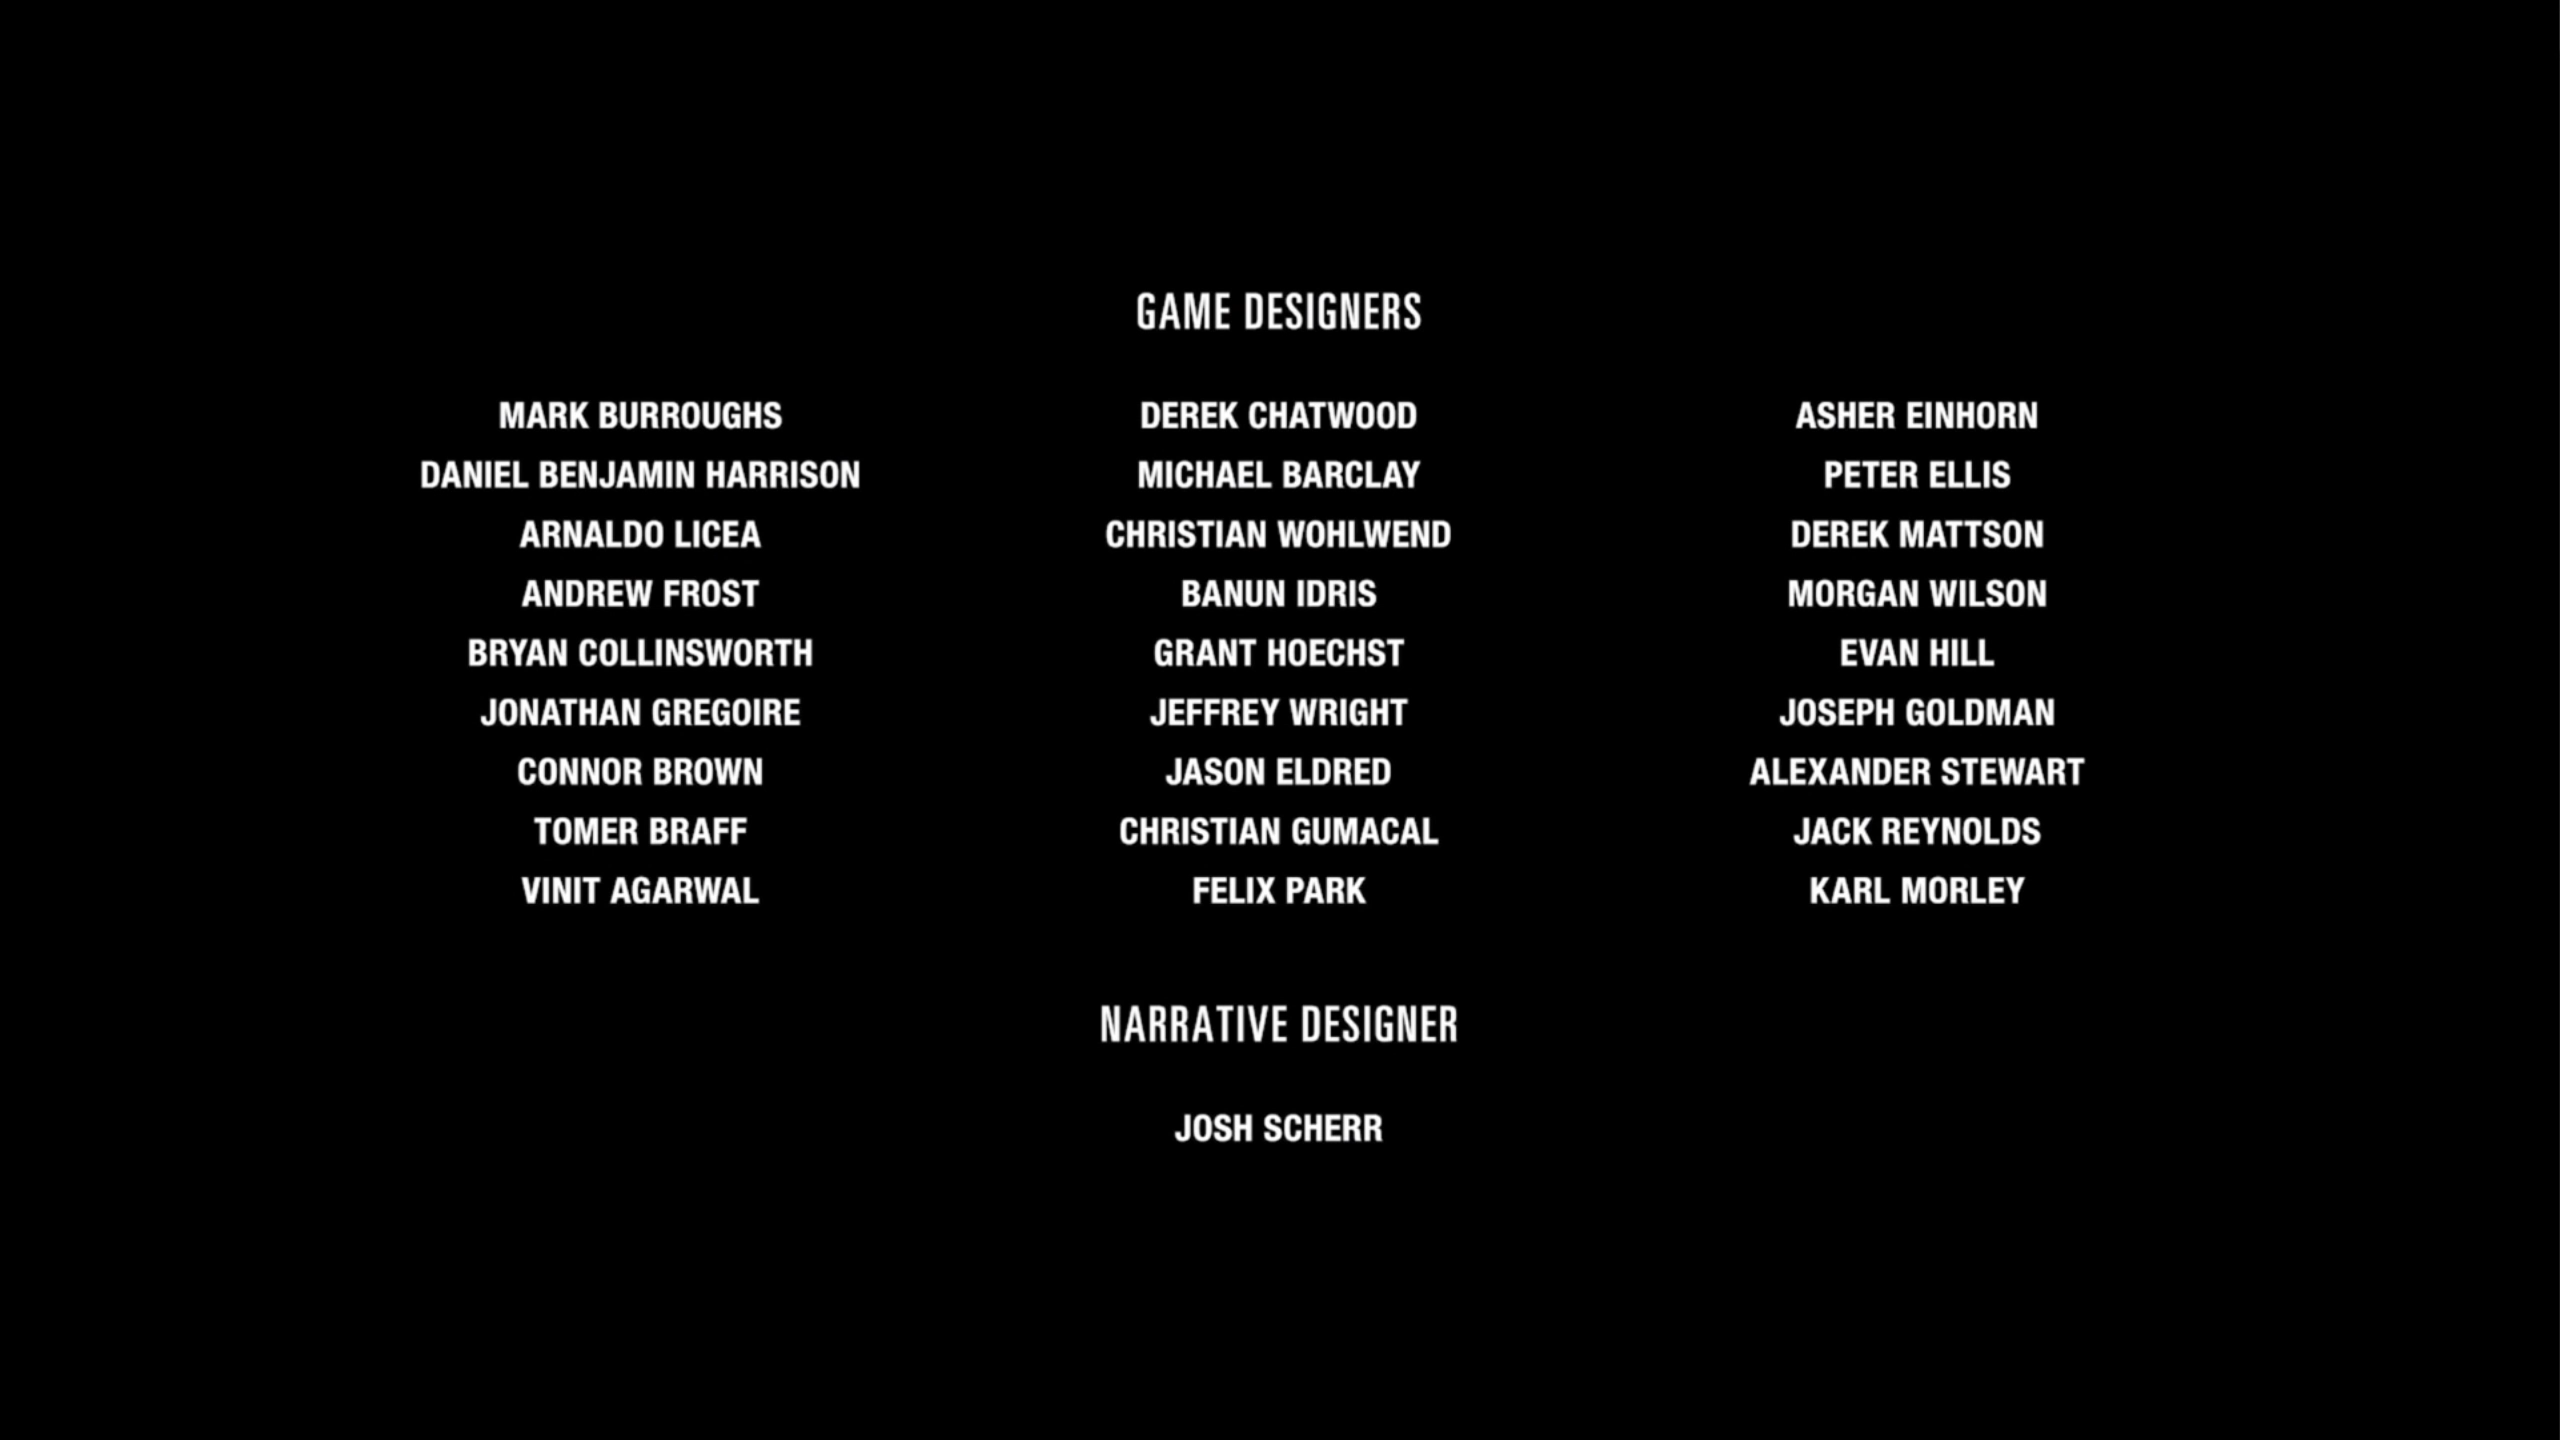 GAME DESIGNERS
MARK BURROUGHS DEREK CHATWOOD ASHER EINHORN
DANIEL BENJAMIN HARRISON MICHAEL BARCLAY PETER ELLIS
ARNALDO LICEA CHRISTIAN WOHLWEND DEREK MATTSON
ANDREW FROST BANUN IDRIS MORGAN WILSON
BRYAN COLLINSWORTH GRANT HOECHST EVAN HILL
JONATHAN GREGOIRE JEFFREY WRIGHT JOSEPH GOLDMAN
CONNOR BROWN JASON ELDRED ALEXANDER STEWART
TOMER BRAFF CHRISTIAN GUMACAL JACK REYNOLDS
VINIT AGARWAL FELIX PARK KARL MORLEY
NARRATIVE DESIGNER
JOSH SCHERR